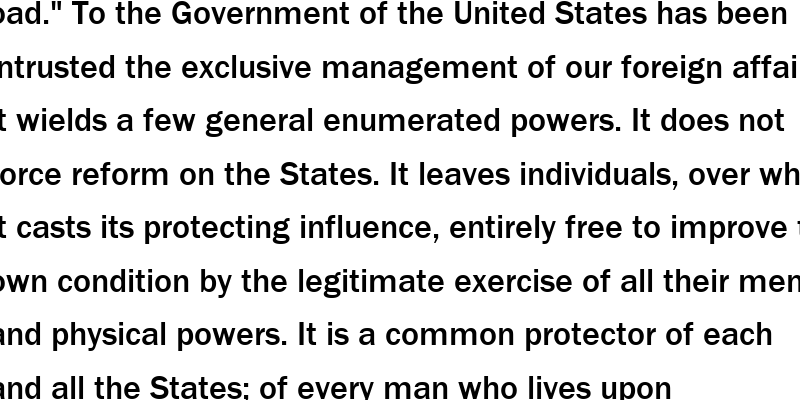 oad." To the Government of the United States has been
ntrusted the exclusive management of our foreign affai
t wields a few general enumerated powers. It does not
orce reform on the States. It leaves individuals, over wh
t casts its protecting influence, entirely free to improve t
own condition by the legitimate exercise of all their men
and physical powers. It is a common protector of each
and all the States; of every man who lives upon